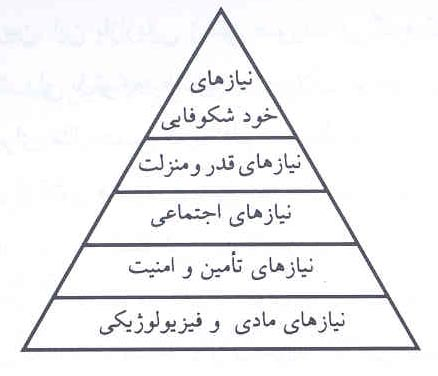 نیازهای
خود شکوفایی
نیازهای قدر و منزلت
نیازهای اجتماعی
نیازهای تأمین و امنیت
نیازهای مادی و فیزیولوژیکی